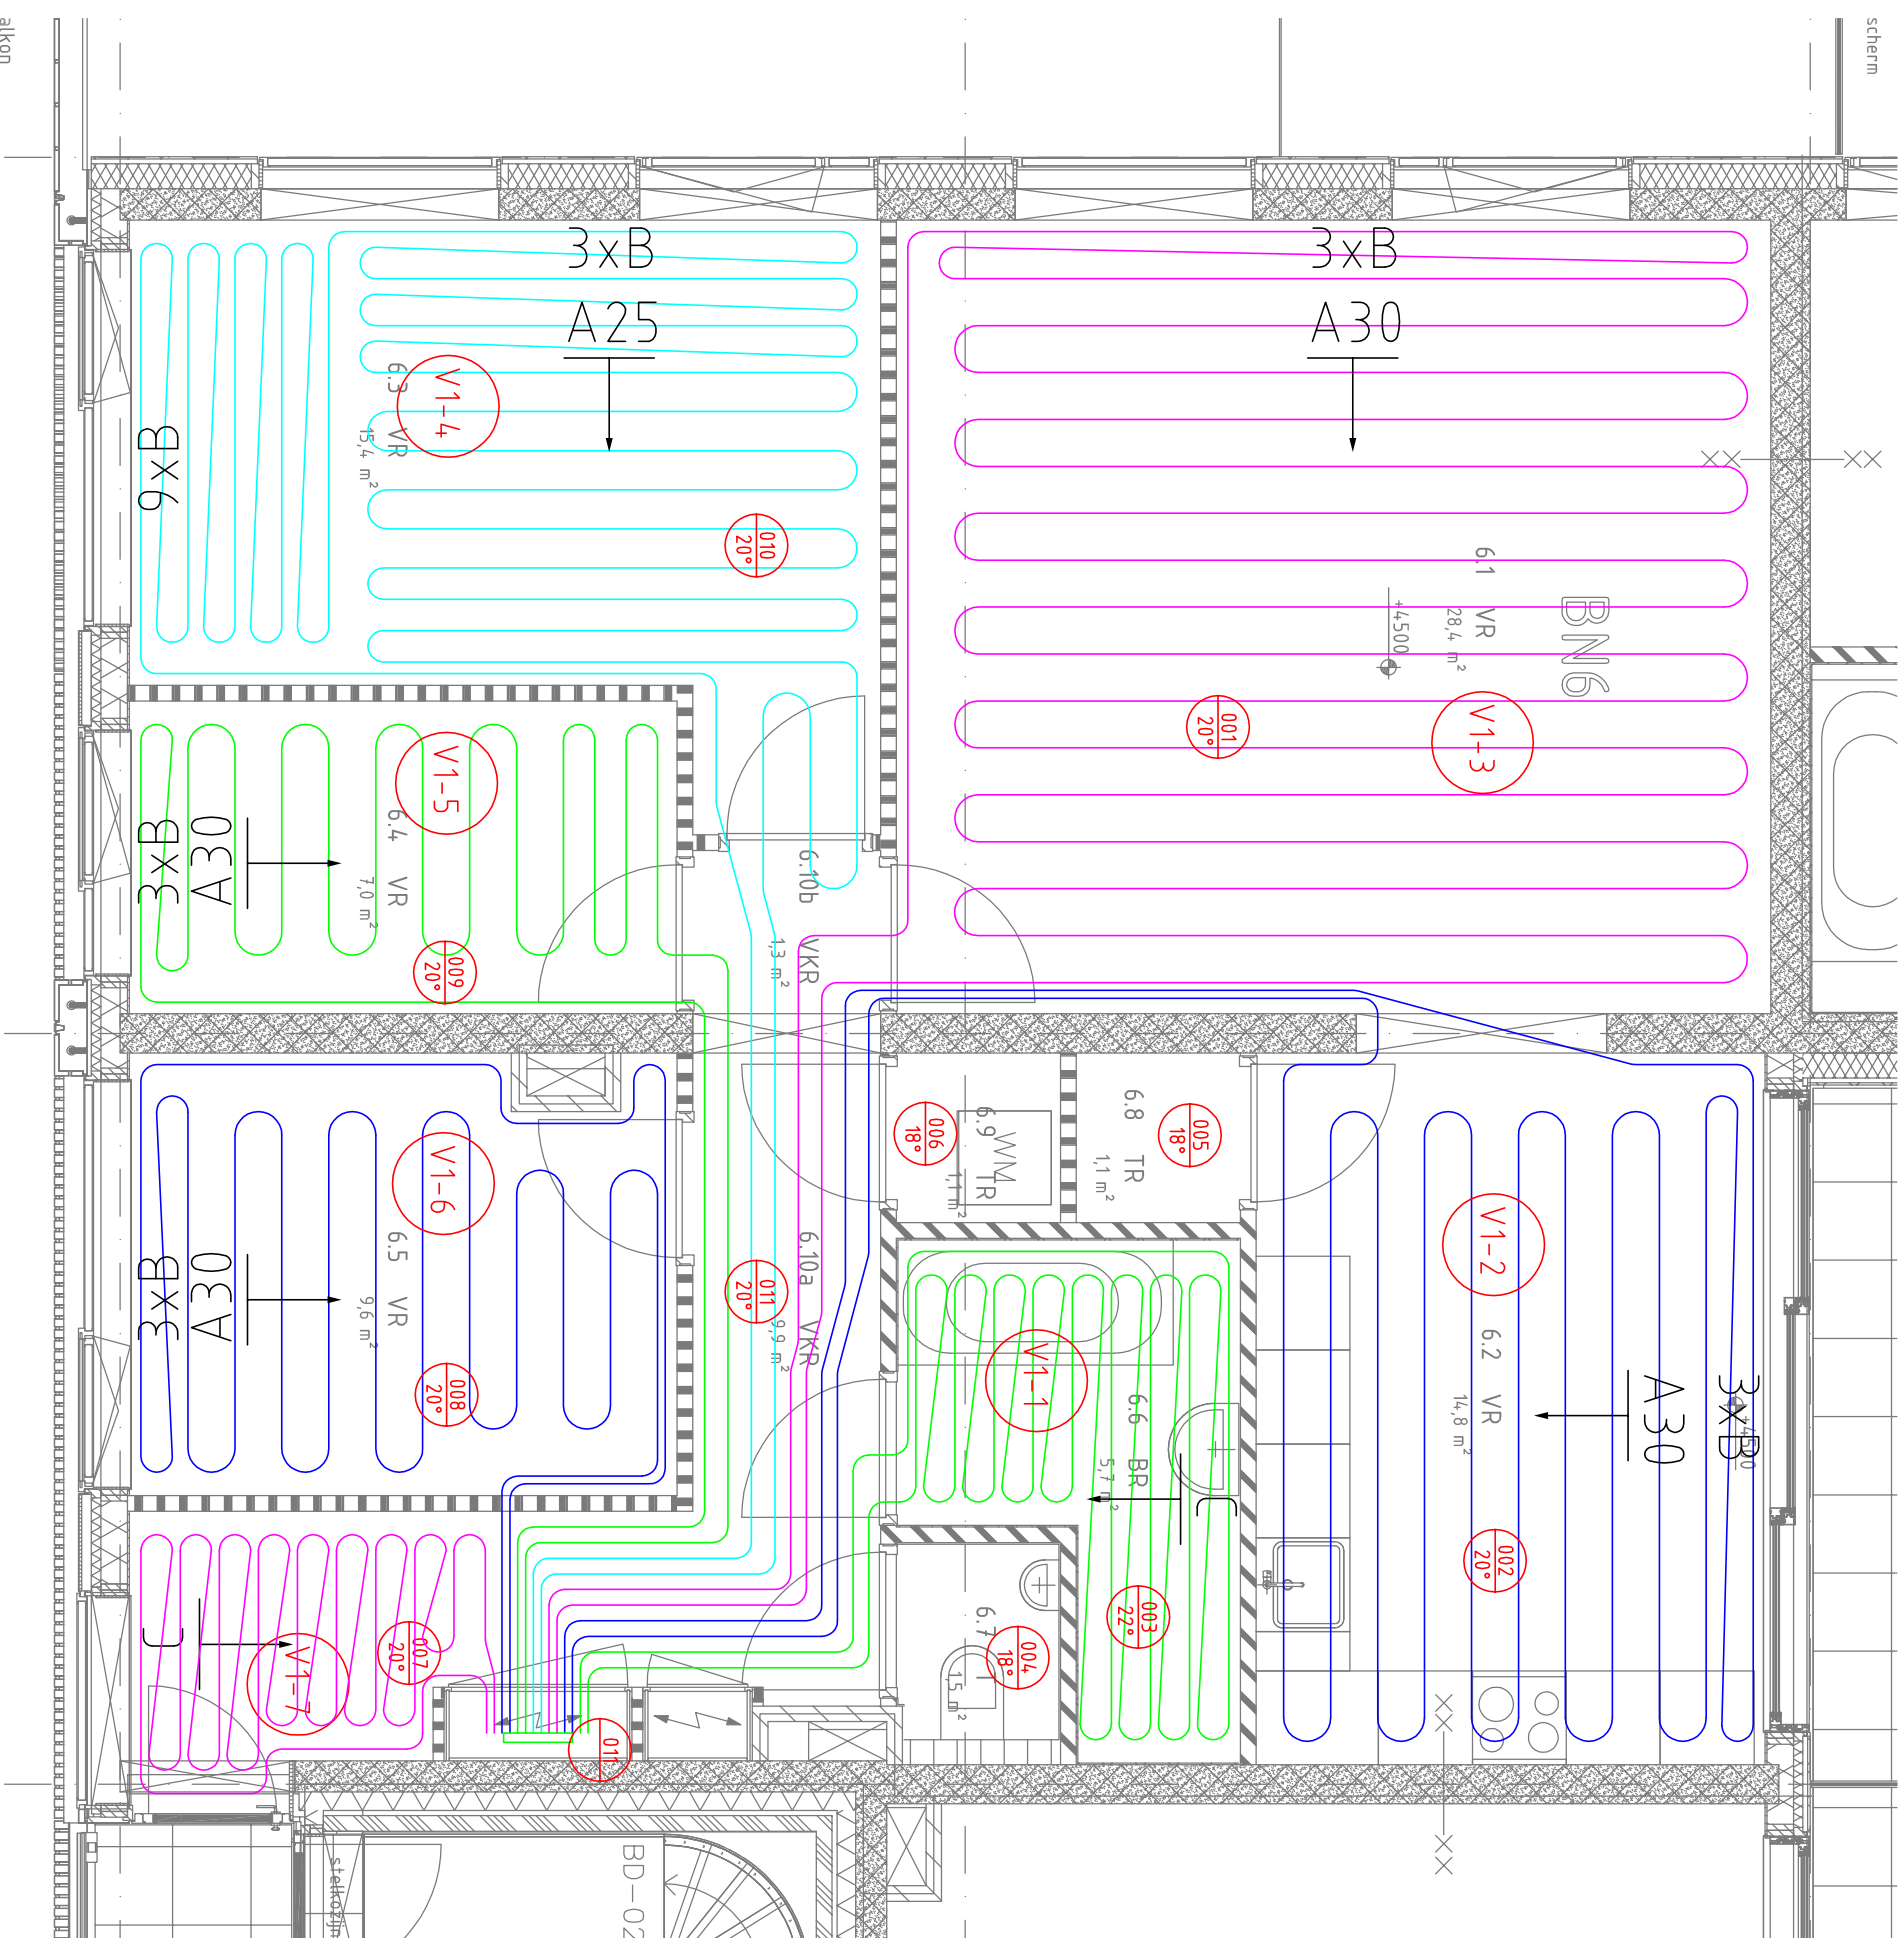 alkon
scherm
3xB
A25
3xB
A30
V1-4
6.3 VR
15,4 m²
9xB
010
20°
6.1 VR
28,4 m²
BN6
+4500
001
20°
V1-3
V1-5
6.4 VR
7,0 m²
3xB
A30
009
20°
6.10b VKR
1,3 m²
V1-6
6.5 VR
9,6 m²
3xB
A30
008
20°
6.10a VKR
9,9 m²
011
20°
006
18°
6.9 TR
1,1 m²
WM
6.8 TR
1,1 m²
005
18°
V1-2
6.2 VR
14,8 m²
A30
3xB
+4500
002
20°
V1-1
6.6 BR
5,7 m²
J
003
22°
6.7 T
1,5 m²
004
18°
J
V1-7
007
20°
011
stelkozijn
BD-02